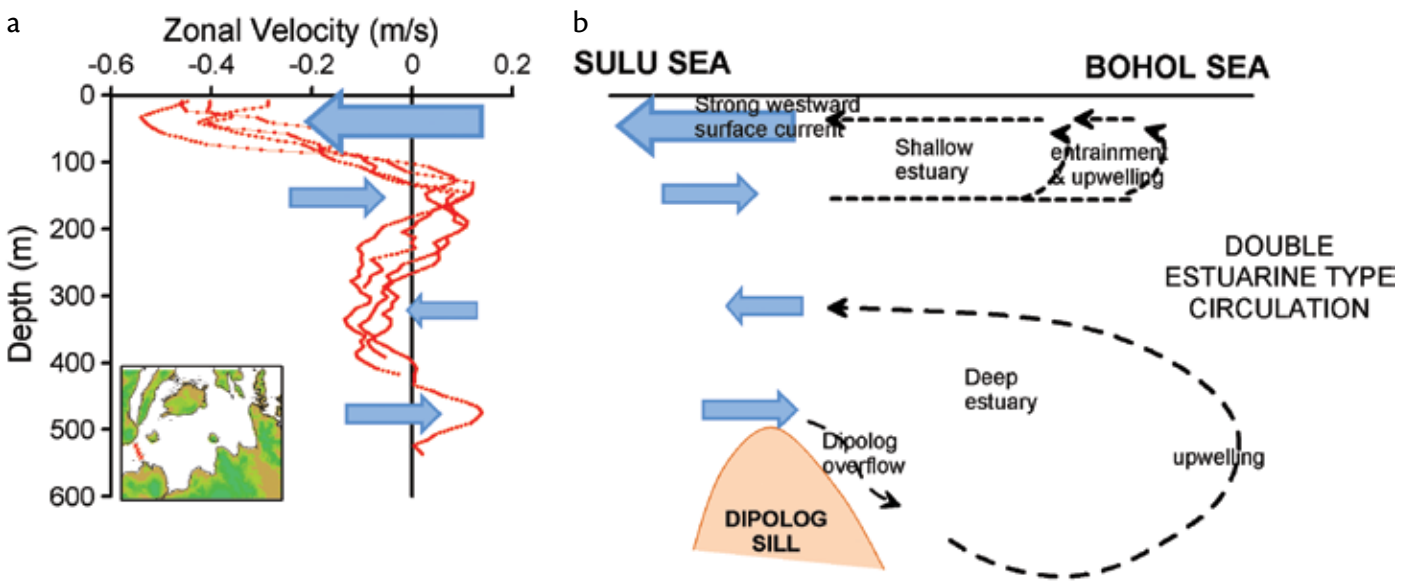 a
Zonal Velocity (m/s)
-0.6 -0.4 -0.2 0 0.2
0
100
200
300
400
500
600
Depth (m)
b
SULU SEA
BOHOL SEA
Strong westward
surface current
Shallow
estuary
entrainment
& upwelling
DOUBLE
ESTUARINE TYPE
CIRCULATION
Deep
estuary
Dipolog
overflow
upwelling
DIPOLOG
SILL